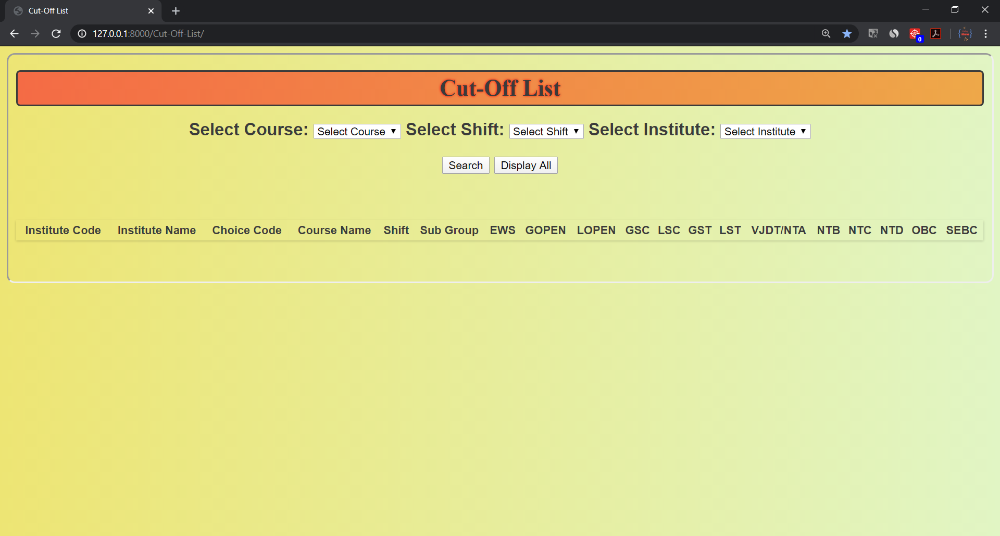 Cut-Off List
127.0.0.1:8000/Cut-Off-List/
0
Cut-Off List
Select Course: Select Course Select Shift: Select Shift Select Institute: Select Institute
Search Display All
Institute Code Institute Name Choice Code Course Name Shift Sub Group EWS GOPEN LOPEN GSC LSC GST LST VJDT/NTA NTB NTC NTD OBC SEBC